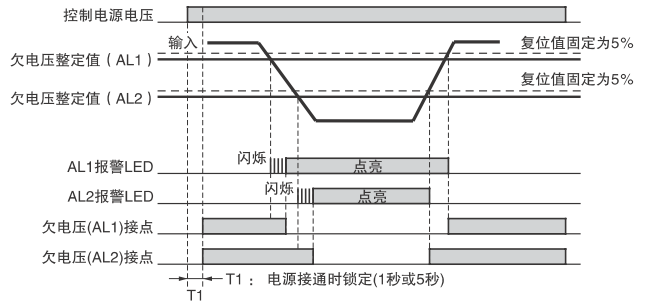 控制电源电压
输入
复位值固定为5%
欠电压整定值（AL1）
复位值固定为5%
欠电压整定值（AL2）
AL1报警LED
闪烁
点亮
AL2报警LED
闪烁
点亮
欠电压(AL1)接点
欠电压(AL2)接点
T1： 电源接通时锁定(1秒或5秒)
T1